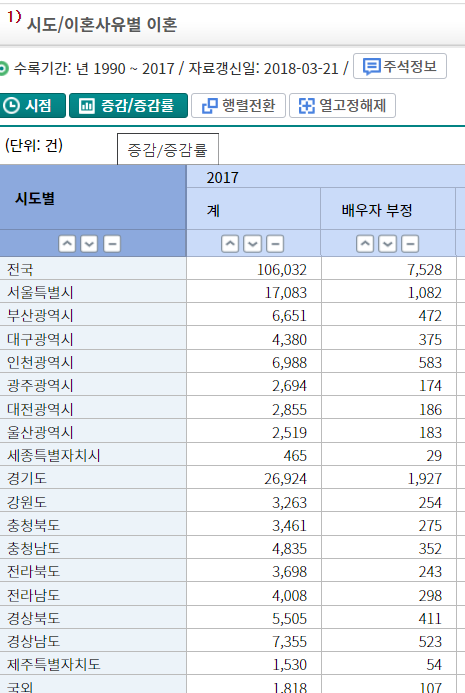 1) 시도/이혼사유별 이혼
수록기간: 년 1990 ~ 2017 / 자료갱신일: 2018-03-21 / 주석정보
시점 증감/증감률 행렬전환 열고정해제
(단위: 건) 증감/증감률
시도별 2017
계 배우자 부정
전국 106,032 7,528
서울특별시 17,083 1,082
부산광역시 6,651 472
대구광역시 4,380 375
인천광역시 6,988 583
광주광역시 2,694 174
대전광역시 2,855 186
울산광역시 2,519 183
세종특별자치시 465 29
경기도 26,924 1,927
강원도 3,263 254
충청북도 3,461 275
충청남도 4,835 352
전라북도 3,698 243
전라남도 4,008 298
경상북도 5,505 411
경상남도 7,355 523
제주특별자치도 1,530 54
국외 1,818 107